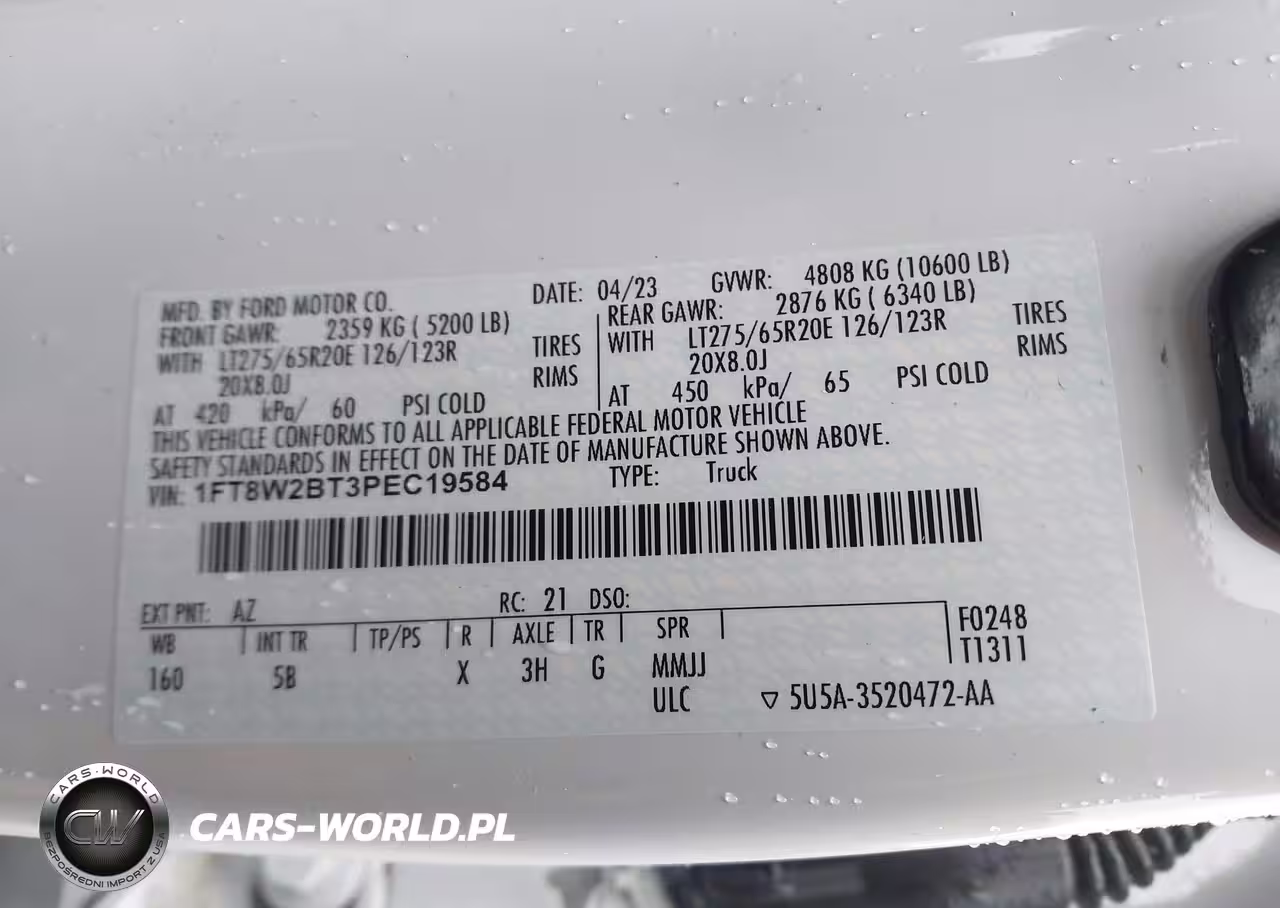 MFD. BY FORD MOTOR CO. DATE: 04/23 GVWR: 4808 KG (10600 LB)
FRONT GAWR: 2359 KG ( 5200 LB) REAR GAWR: 2876 KG ( 6340 LB)
WITH LT275/65R20E 126/123R TIRES WITH LT275/65R20E 126/123R TIRES
20X8.0J RIMS 20X8.0J RIMS
AT 420 kPa/ 60 PSI COLD AT 450 kPa/ 65 PSI COLD
THIS VEHICLE CONFORMS TO ALL APPLICABLE FEDERAL MOTOR VEHICLE
SAFETY STANDARDS IN EFFECT ON THE DATE OF MANUFACTURE SHOWN ABOVE.
VIN: 1FT8W2BT3PEC19584 TYPE: Truck
EXT PNT: AZ RC: 21 DSO:
WB INT TR TP/PS R AXLE TR SPR F0248
T1311
160 5B X 3H G MMJJ
ULC ▽ 5U5A-3520472-AA
CARS-WORLD
CW
BEZPOŚREDNI IMPORT Z USA
CARS-WORLD.PL